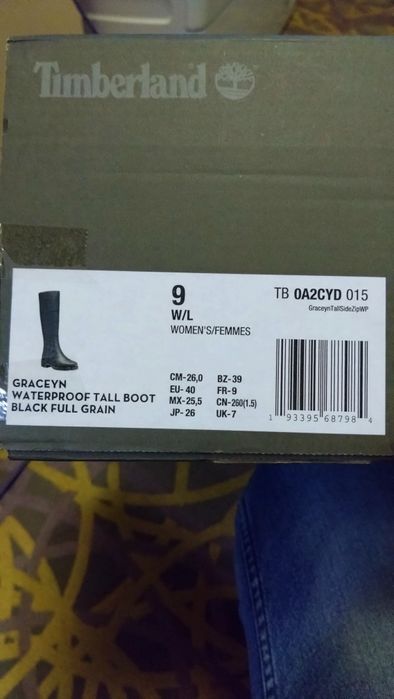 Timberland
9
W/L
WOMEN'S/FEMMES
TB 0A2CYD 015
GraceynTallSideZipWP
GRACEYN
WATERPROOF TALL BOOT
BLACK FULL GRAIN
CM-26,0 BZ-39
EU- 40 FR-9
MX-25,5 CN-260(1.5)
JP-26 UK-7
1 93395 68798 4